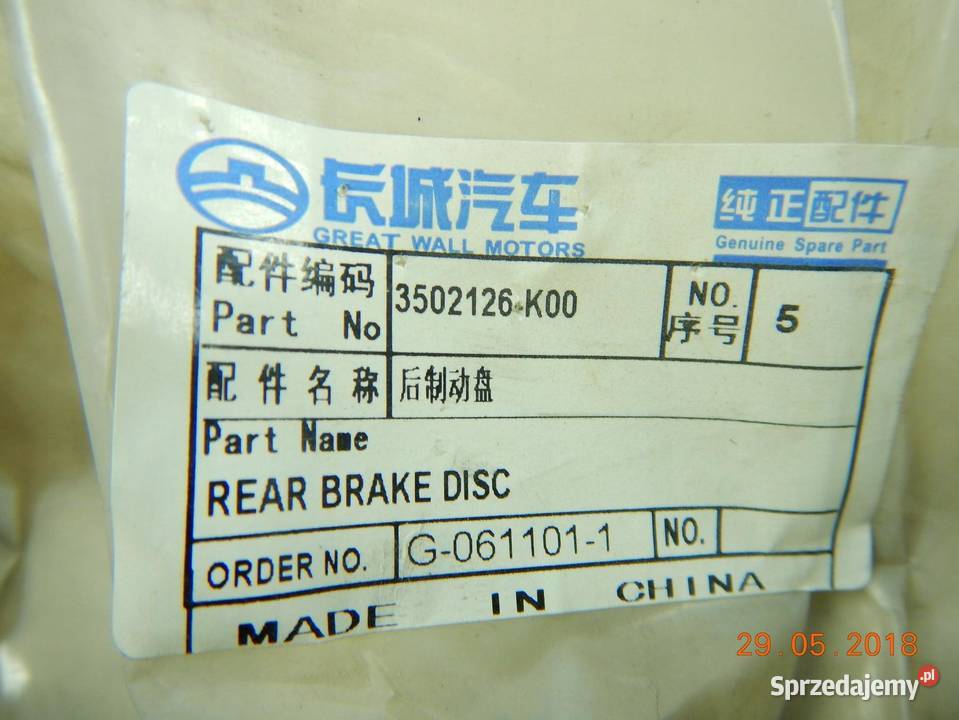 长城汽车
GREAT WALL MOTORS
纯正配件
Genuine Spare Part
配件编码
Part No
3502126-K00
NO.
序号
5
配件名称
后制动盘
Part Name
REAR BRAKE DISC
ORDER NO.
G-061101-1
NO.
MADE IN CHINA
29.05.2018
Sprzedajemy.pl